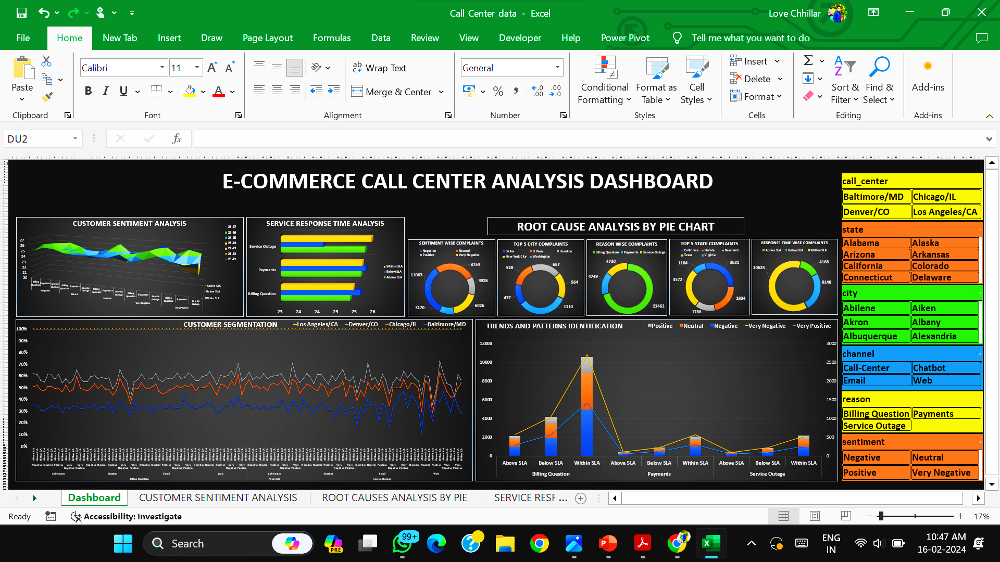 Call_Center_data - Excel
Love Chhillar
File Home New Tab Insert Draw Page Layout Formulas Data Review View Developer Help Power Pivot Tell me what you want to do
Calibri 11
Wrap Text
General
Insert
Paste
Conditional Formatting
Format as Table
Cell Styles
Delete
Format
Sort & Filter
Find & Select
Add-ins
B I U
Merge & Center
Clipboard Font Alignment Number Styles Cells Editing Add-ins
DU2
fx
E-COMMERCE CALL CENTER ANALYSIS DASHBOARD
CUSTOMER SENTIMENT ANALYSIS
26-27
25-26
24-25
23-24
22-23
21-22
20-21
27
26
25
24
23
22
21
20
Above SLA
Below SLA
Within SLA
SERVICE RESPONSE TIME ANALYSIS
Service Outage
Payments
Billing Question
Within SLA
Below SLA
Above SLA
23 24 24 25 25 26
ROOT CAUSE ANALYSIS BY PIE CHART
SENTIMENT WISE COMPLAINTS
Negative Neutral
Positive Very Negative
8754
11063
3928
6026
3170
TOP 5 CITY COMPLAINTS
Dallas El Paso Houston
New York City Washington
657
528
564
437
1110
REASON WISE COMPLAINTS
Billing Question Payments Service Outage
4730
4749
23462
TOP 5 STATE COMPLAINTS
California Florida New York
Texas Virginia
1164
3631
3572
2834
1786
RESPONSE TIME WISE COMPLAINTS
Above SLA Below SLA Within SLA
4168
20625
8148
CUSTOMER SEGMENTATION
Los Angeles/CA Denver/CO Chicago/IL Baltimore/MD
100%
90%
80%
70%
60%
50%
40%
30%
20%
10%
0%
Call-Center Chatbot Email Web Call-Center Chatbot Email Web
Billing Question Payments Service Outage
TRENDS AND PATTERNS IDENTIFICATION
Positive Neutral Negative Very Negative Very Positive
12000
10000
8000
6000
4000
2000
0
3000
2500
2000
1500
1000
500
0
Above SLA Below SLA Within SLA Above SLA Below SLA Within SLA Above SLA Below SLA Within SLA
Billing Question Payments Service Outage
call_center
Baltimore/MD Chicago/IL
Denver/CO Los Angeles/CA
state
Alabama Alaska
Arizona Arkansas
California Colorado
Connecticut Delaware
city
Abilene Aiken
Akron Albany
Albuquerque Alexandria
channel
Call-Center Chatbot
Email Web
reason
Billing Question Payments
Service Outage
sentiment
Negative Neutral
Positive Very Negative
Dashboard CUSTOMER SENTIMENT ANALYSIS ROOT CAUSES ANALYSIS BY PIE SERVICE RESP ...
Ready Accessibility: Investigate 17%
Search
PRE
99+
ENG
IN
10:47 AM
16-02-2024